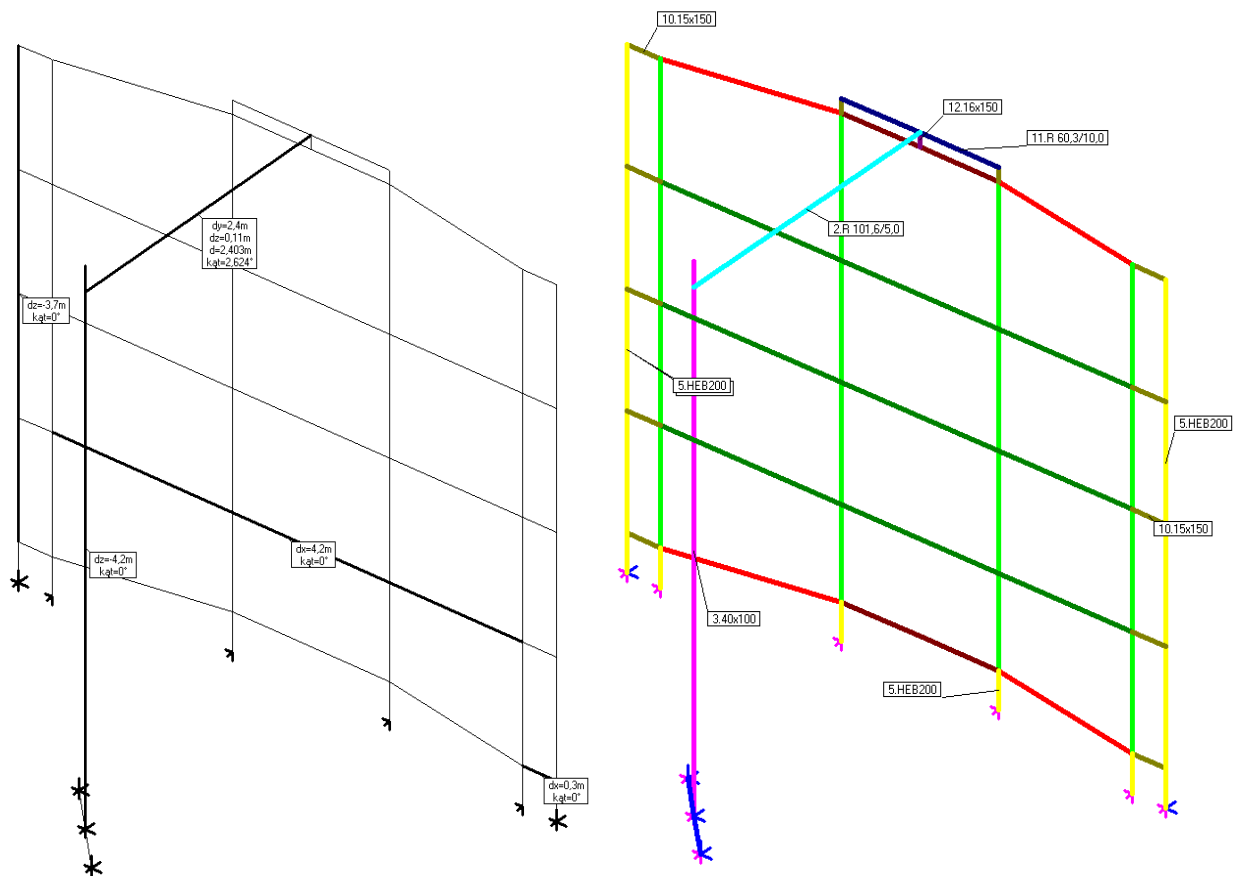 10.15x150
12.16x150
11.R 60,3/10,0
dy=2,4m
dz=0,11m
d=2,403m
kąt=2,624°
2.R 101,6/5,0
dz=-3,7m
kąt=0°
5.HEB200
5.HEB200
10.15x150
dx=4,2m
kąt=0°
dz=-4,2m
kąt=0°
3.40x100
5.HEB200
dx=0,3m
kąt=0°